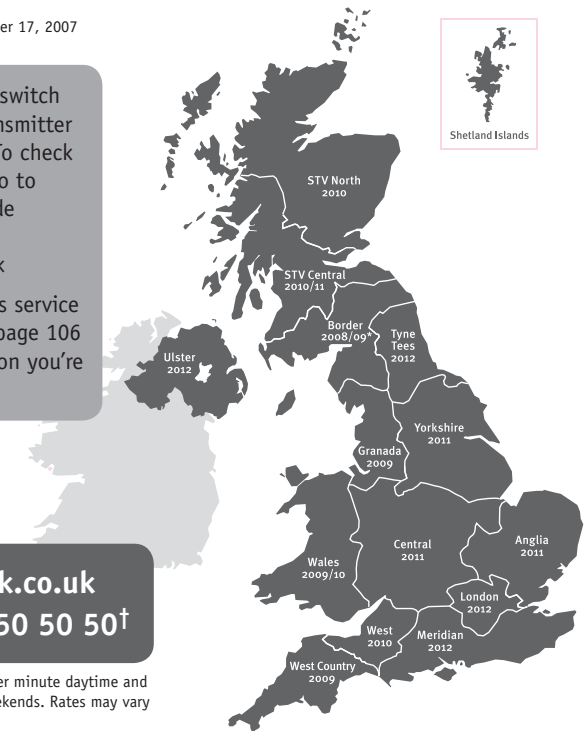 er 17, 2007
switch
nsmitter
To check
o to
de
k
s service
page 106
on you're
k.co.uk
50 50 50†
er minute daytime and
ekends. Rates may vary
Shetland Islands
STV North
2010
STV Central
2010/11
Border
2008/09*
Tyne
Tees
2012
Ulster
2012
Granada
2009
Yorkshire
2011
Wales
2009/10
Central
2011
Anglia
2011
London
2012
West
2010
Meridian
2012
West Country
2009